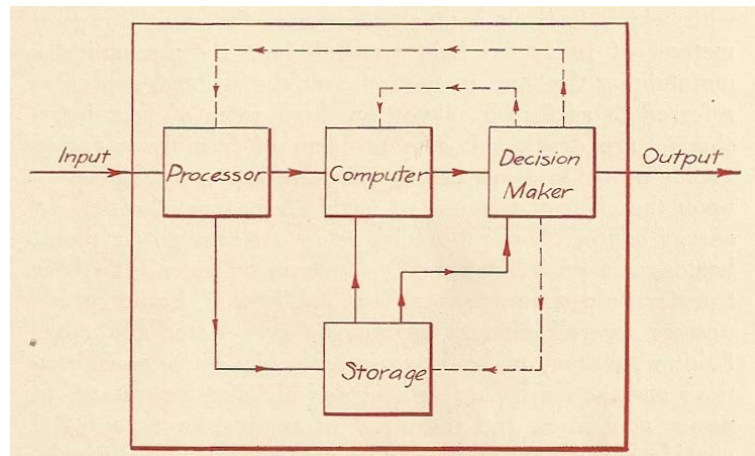 Input
Processor
Computer
Decision
Maker
Output
Storage